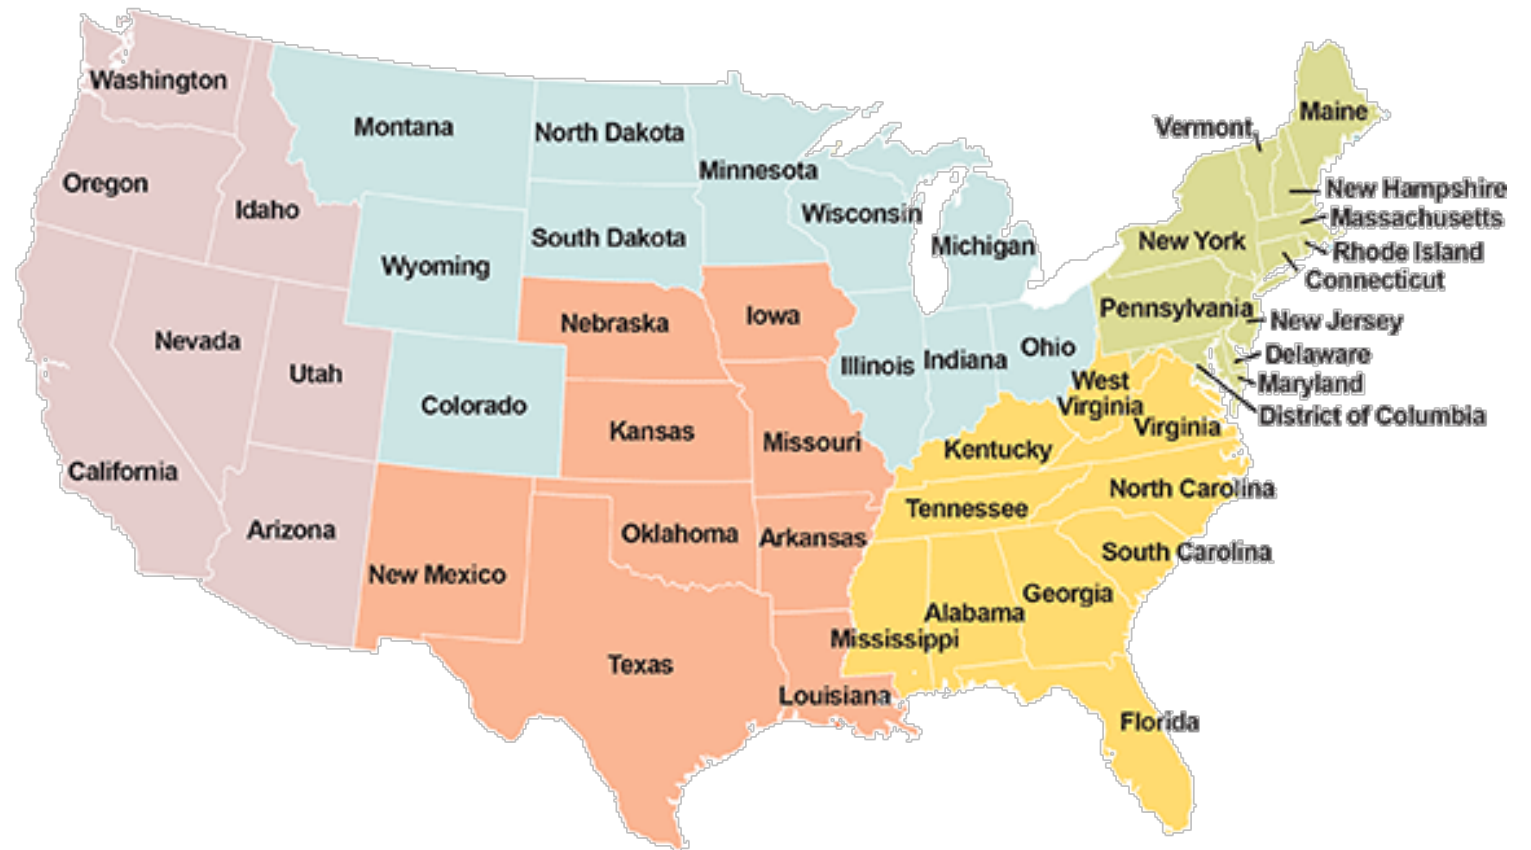 Washington
Montana
North Dakota
Minnesota
Vermont
Maine
Oregon
Idaho
Wyoming
South Dakota
Wisconsin
Michigan
New York
New Hampshire
Massachusetts
Rhode Island
Connecticut
Nevada
Utah
Colorado
Nebraska
Iowa
Illinois
Indiana
Ohio
Pennsylvania
New Jersey
Delaware
Maryland
District of Columbia
West
Virginia
Virginia
California
Arizona
New Mexico
Kansas
Missouri
Kentucky
Oklahoma
Arkansas
Tennessee
North Carolina
South Carolina
Georgia
Alabama
Mississippi
Texas
Louisiana
Florida